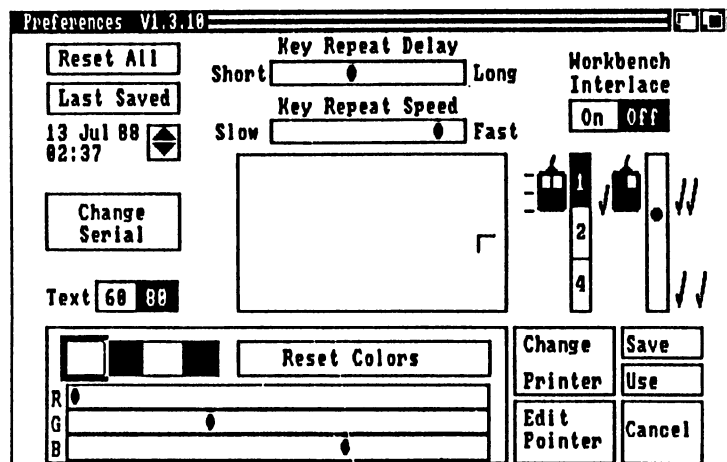 Preferences V1.3.10
Reset All
Last Saved
13 Jul 88
02:37
Change
Serial
Text 60 80
Key Repeat Delay
Short Long
Key Repeat Speed
Slow Fast
Workbench
Interlace
On Off
1
2
4
Reset Colors
R
G
B
Change
Printer
Edit
Pointer
Save
Use
Cancel